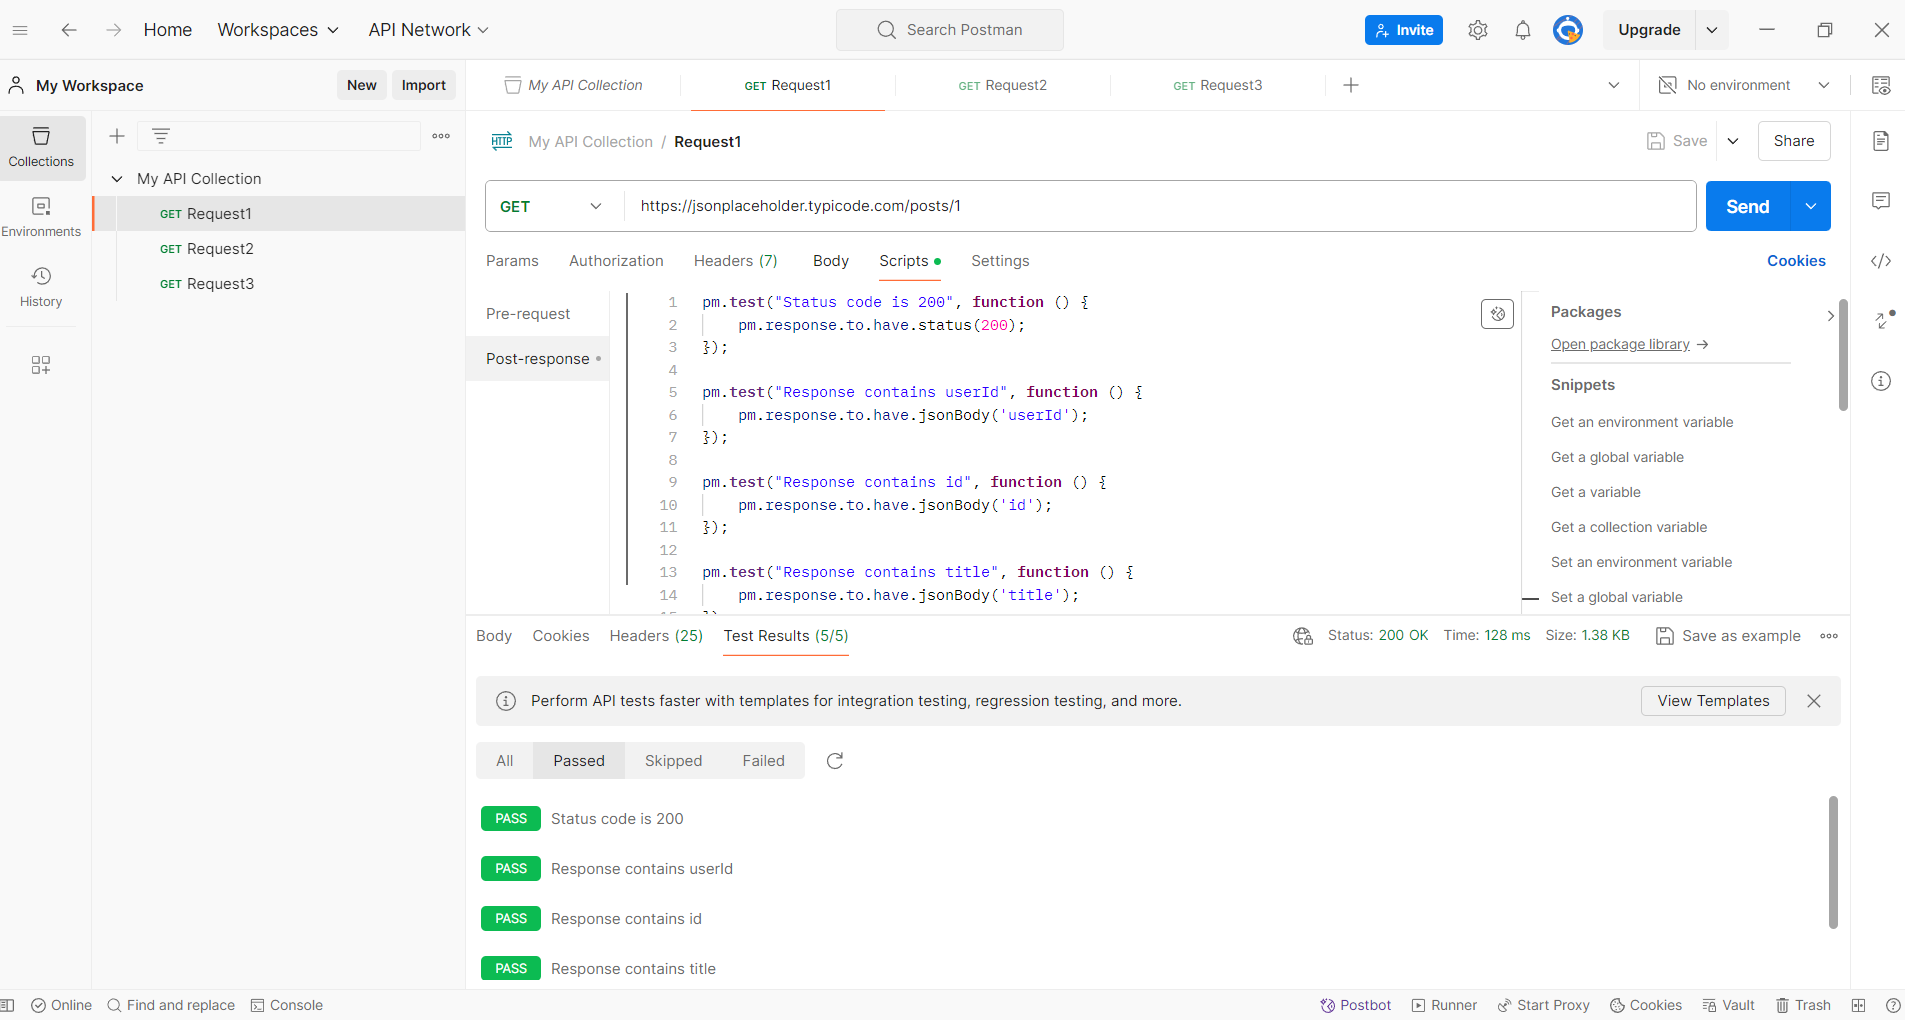 Home
Workspaces
API Network
Search Postman
Invite
Upgrade
My Workspace
New
Import
My API Collection
GET Request1
GET Request2
GET Request3
No environment
Collections
Environments
History
My API Collection
GET Request1
GET Request2
GET Request3
HTTP
My API Collection / Request1
Save
Share
GET
https://jsonplaceholder.typicode.com/posts/1
Send
Params
Authorization
Headers (7)
Body
Scripts
Settings
Cookies
Pre-request
Post-response
1 pm.test("Status code is 200", function () {
2 pm.response.to.have.status(200);
3 });
4
5 pm.test("Response contains userId", function () {
6 pm.response.to.have.jsonBody('userId');
7 });
8
9 pm.test("Response contains id", function () {
10 pm.response.to.have.jsonBody('id');
11 });
12
13 pm.test("Response contains title", function () {
14 pm.response.to.have.jsonBody('title');
Packages
Open package library →
Snippets
Get an environment variable
Get a global variable
Get a variable
Get a collection variable
Set an environment variable
Set a global variable
Body
Cookies
Headers (25)
Test Results (5/5)
Status: 200 OK
Time: 128 ms
Size: 1.38 KB
Save as example
Perform API tests faster with templates for integration testing, regression testing, and more.
View Templates
All
Passed
Skipped
Failed
PASS Status code is 200
PASS Response contains userId
PASS Response contains id
PASS Response contains title
Online
Find and replace
Console
Postbot
Runner
Start Proxy
Cookies
Vault
Trash